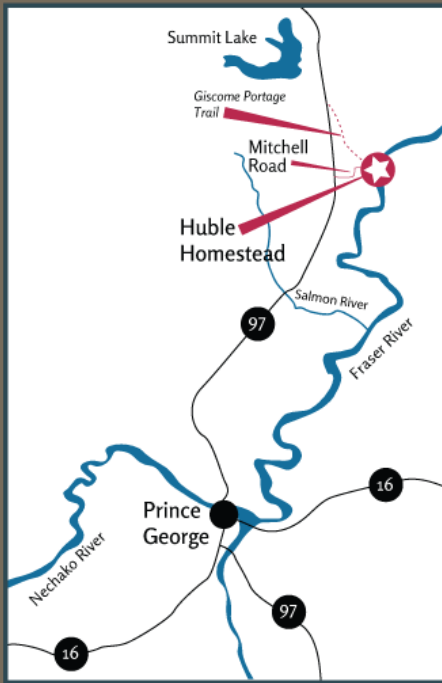 Summit Lake
Giscome Portage
Trail
Mitchell
Road
Huble
Homestead
Salmon River
97
Fraser River
16
Prince
George
Nechako River
97
16